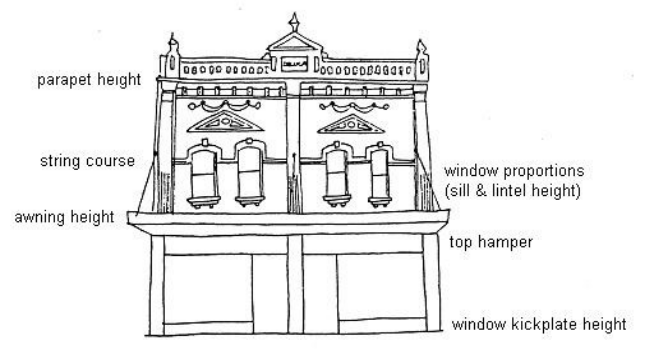 parapet height
string course
window proportions
(sill & lintel height)
awning height
top hamper
window kickplate height